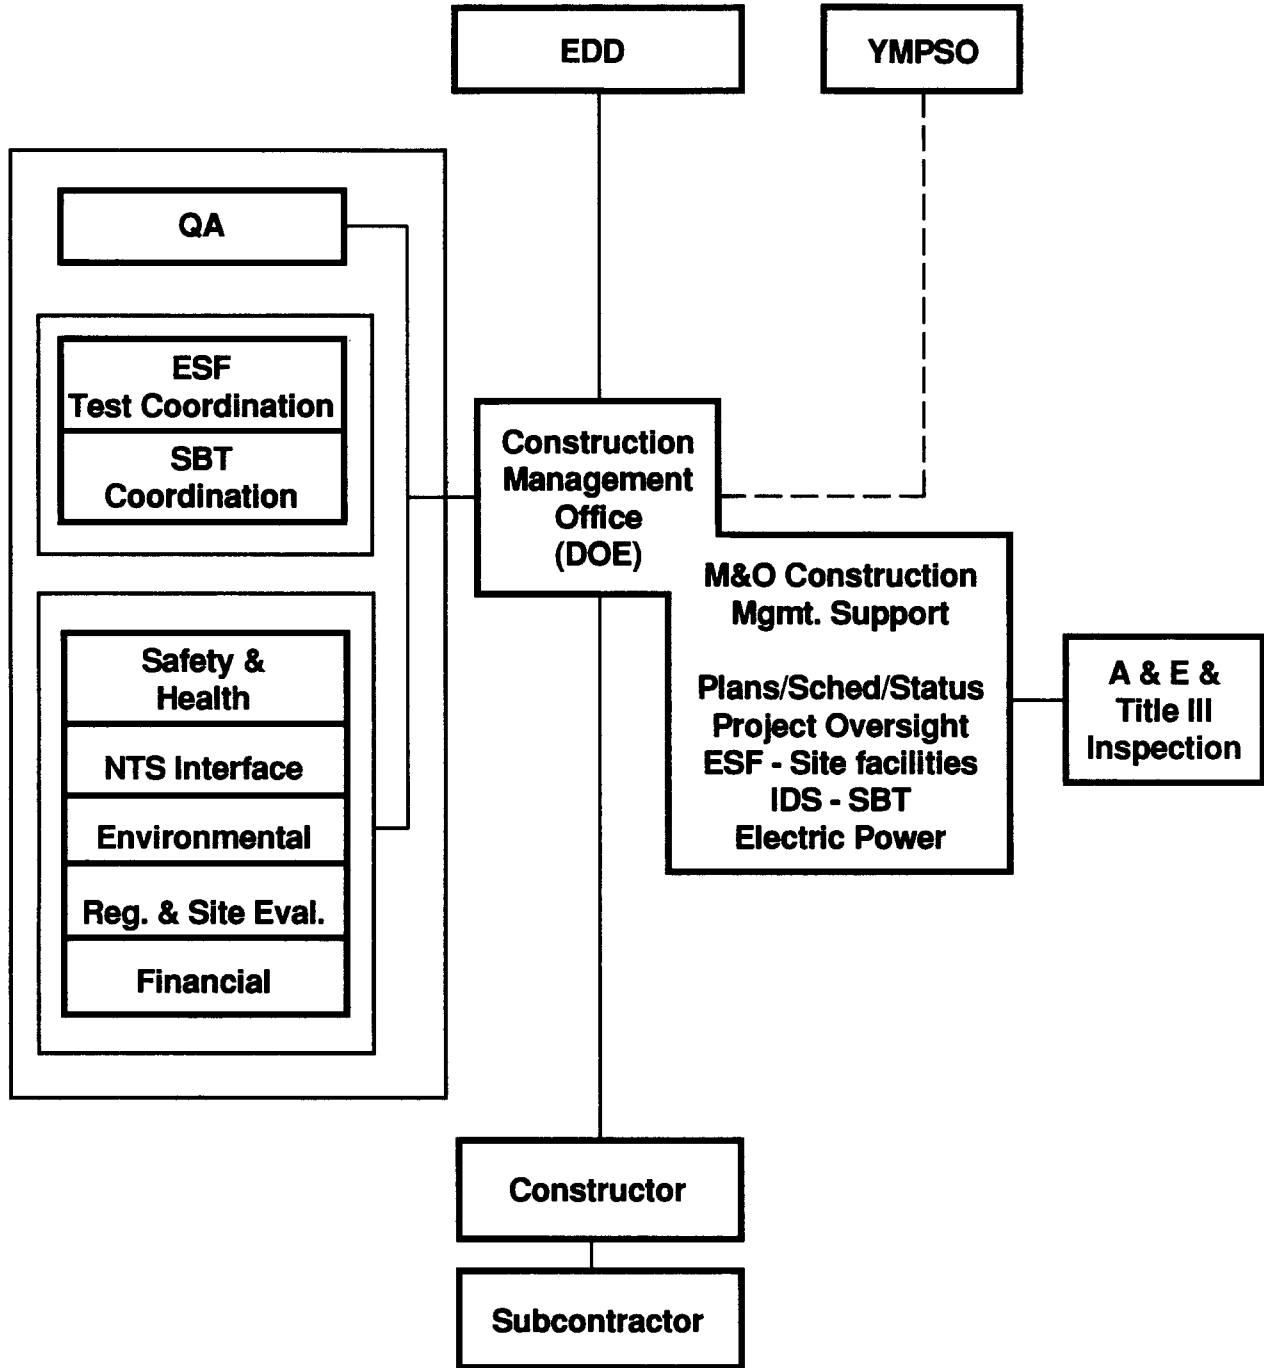 EDD
YMPSO
QA
ESF
Test Coordination
SBT
Coordination
Safety &
Health
NTS Interface
Environmental
Reg. & Site Eval.
Financial
Construction
Management
Office
(DOE)
M&O Construction
Mgmt. Support
Plans/Sched/Status
Project Oversight
ESF - Site facilities
IDS - SBT
Electric Power
A & E &
Title III
Inspection
Constructor
Subcontractor